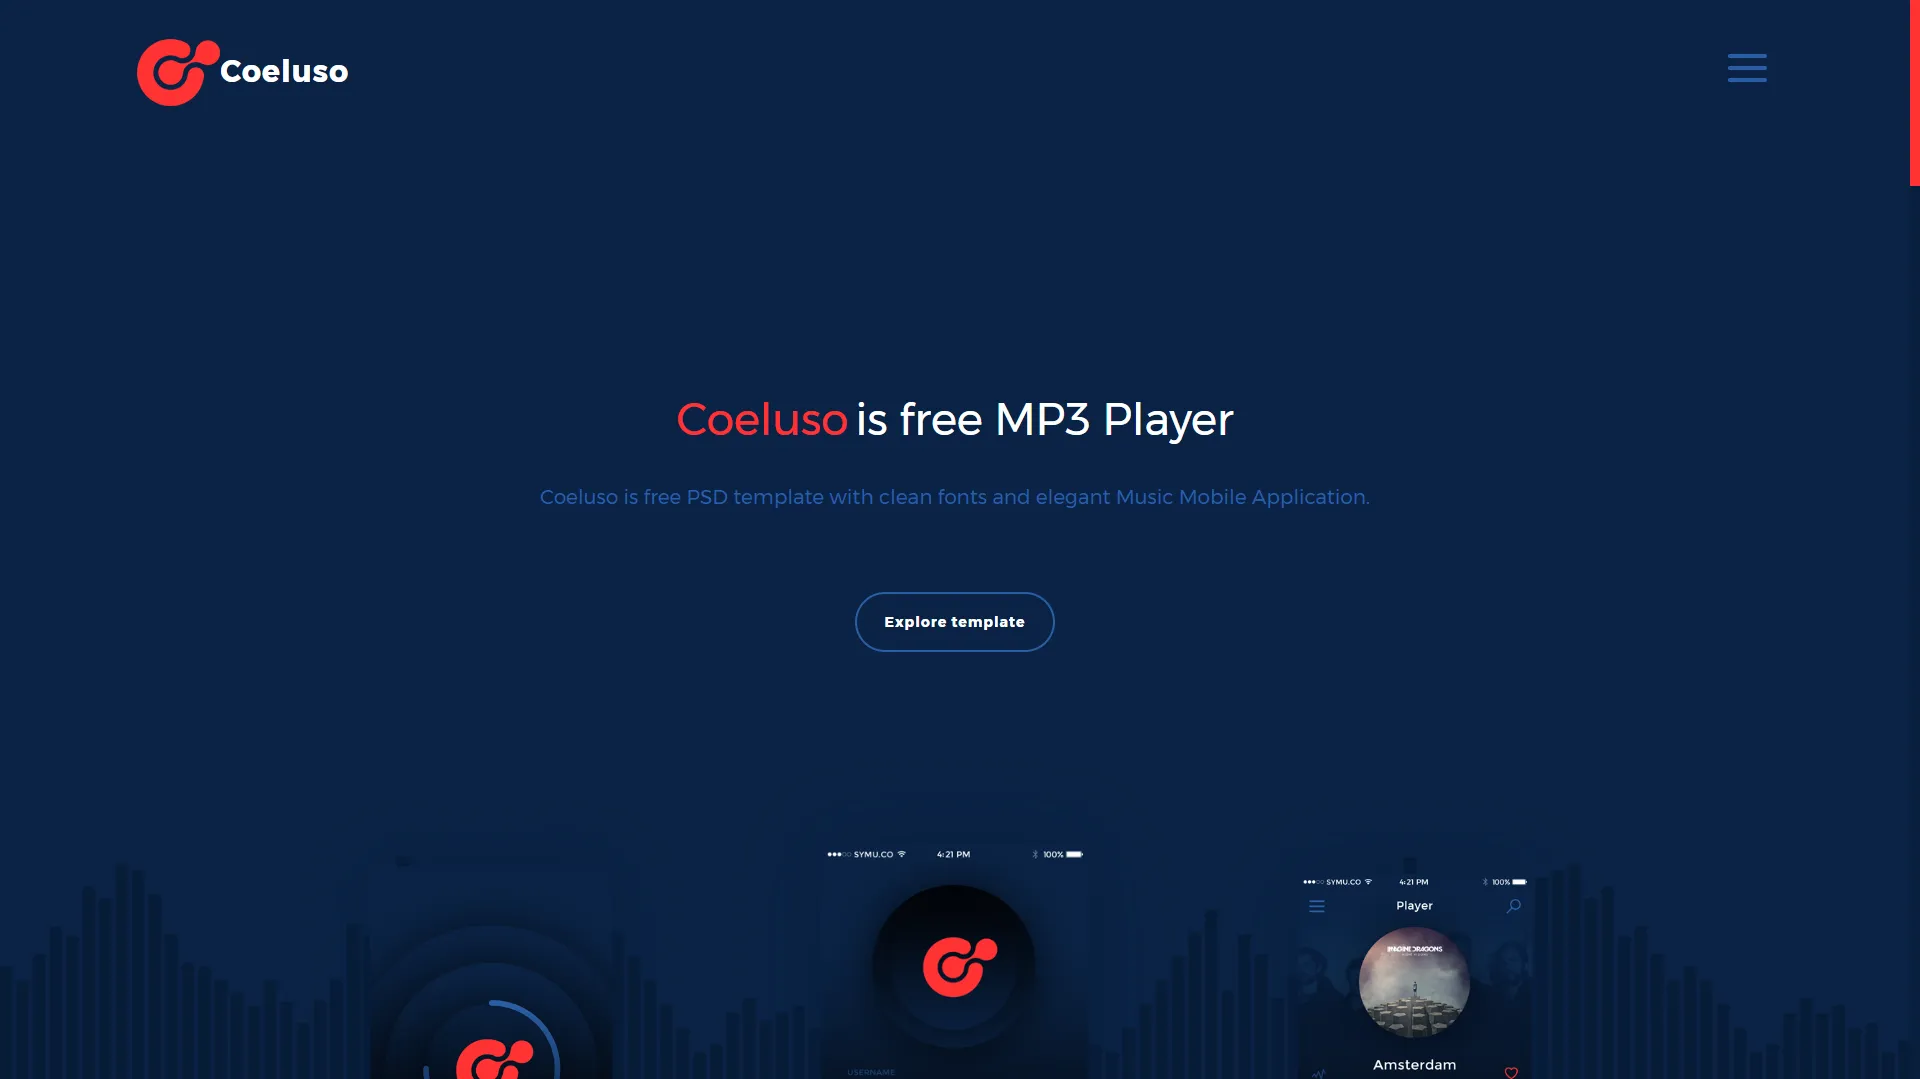 Coeluso
Coeluso is free MP3 Player
Coeluso is free PSD template with clean fonts and elegant Music Mobile Application.
Explore template
SYMU.CO 4:21 PM 100%
SYMU.CO 4:21 PM 100%
Player
IMAGINE DRAGONS
Amsterdam
USERNAME